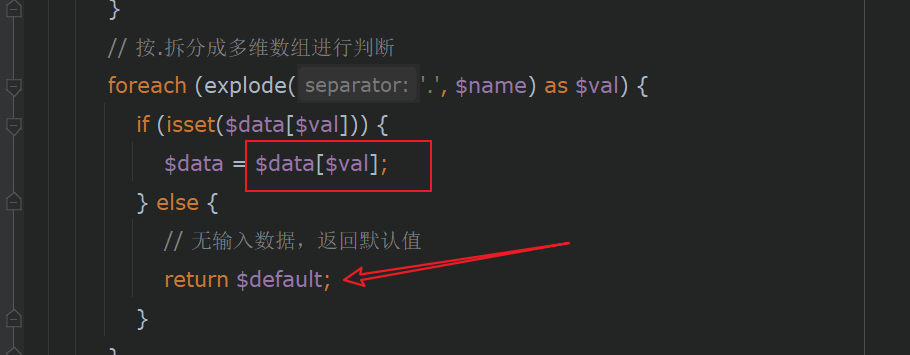 }
// 按.拆分成多维数组进行判断
foreach (explode( separator: '.', $name) as $val) {
if (isset($data[$val])) {
$data = $data[$val];
} else {
// 无输入数据，返回默认值
return $default;
}
}